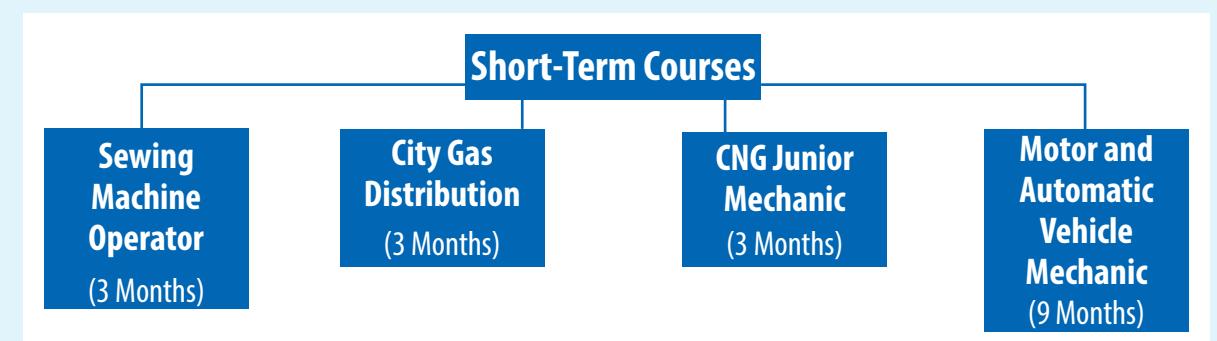 Short-Term Courses
Sewing
Machine
Operator
(3 Months)
City Gas
Distribution
(3 Months)
CNG Junior
Mechanic
(3 Months)
Motor and
Automatic
Vehicle
Mechanic
(9 Months)